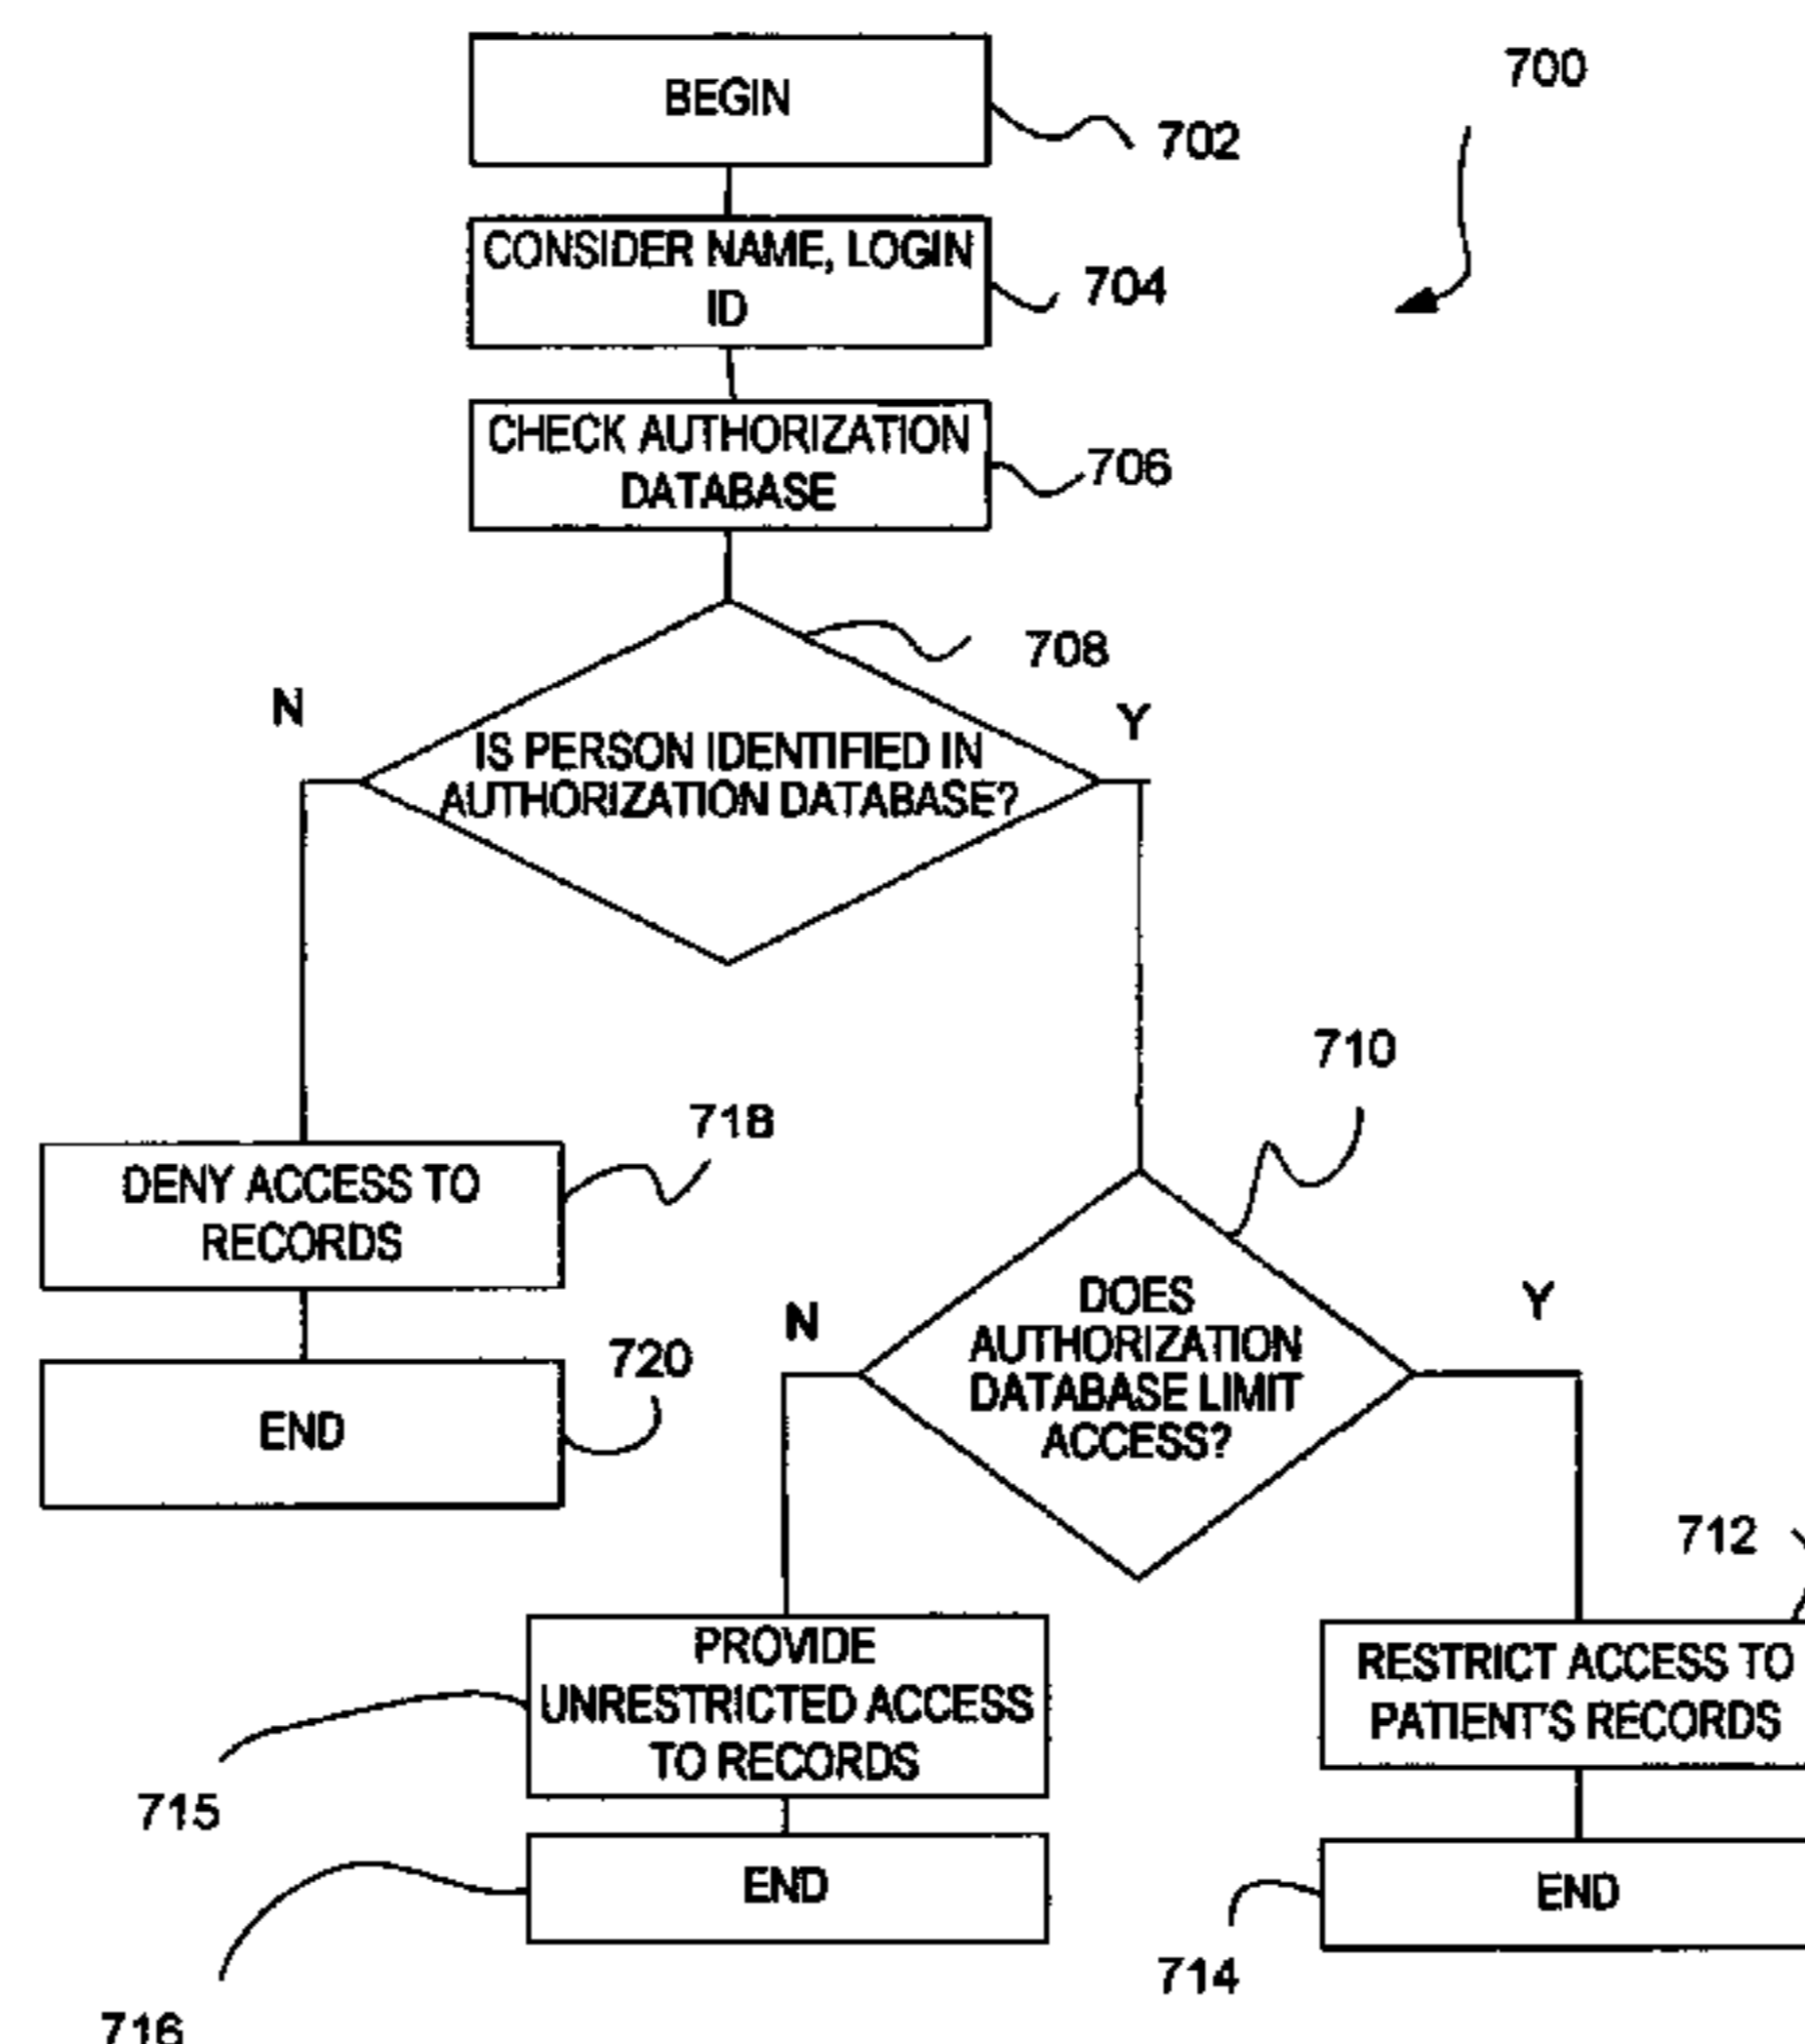 BEGIN
700
702
CONSIDER NAME, LOGIN
ID
704
CHECK AUTHORIZATION
DATABASE
706
708
N
Y
IS PERSON IDENTIFIED IN
AUTHORIZATION DATABASE?
710
718
DENY ACCESS TO
RECORDS
N
DOES
AUTHORIZATION
DATABASE LIMIT
ACCESS?
Y
720
END
712
PROVIDE
UNRESTRICTED ACCESS
TO RECORDS
RESTRICT ACCESS TO
PATIENT'S RECORDS
715
END
END
714
716